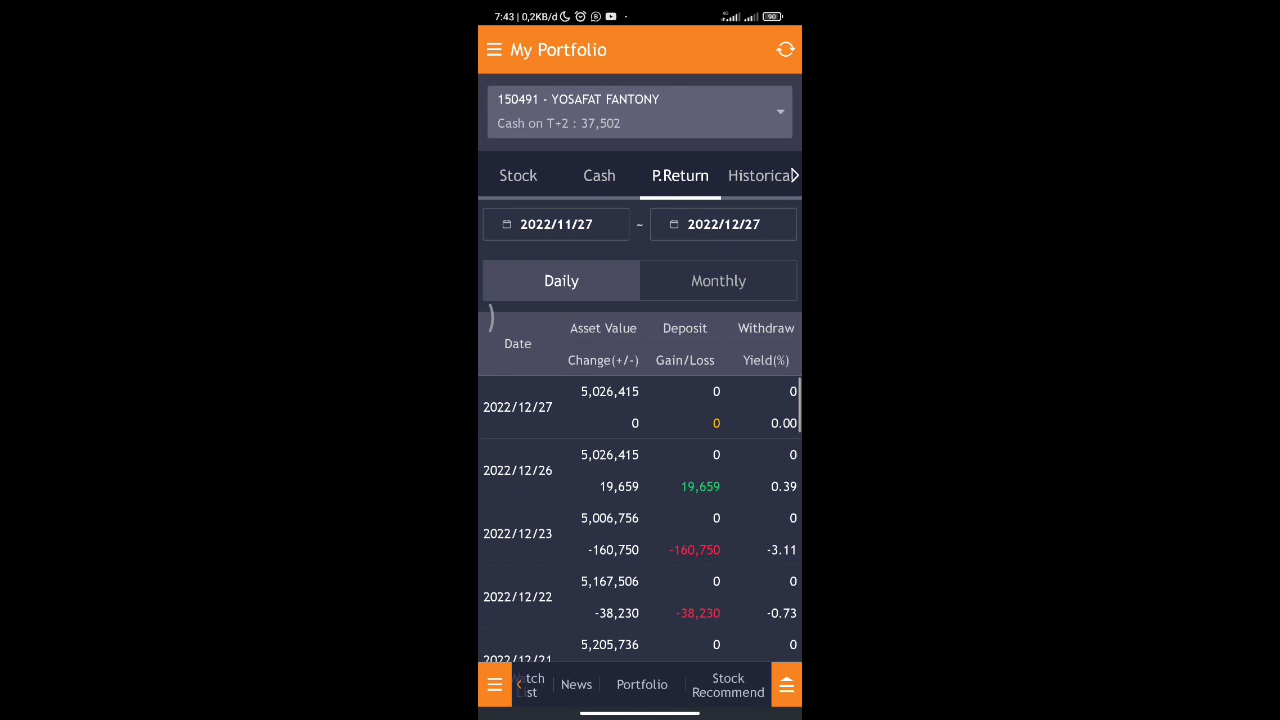 7:43 | 0,2KB/d
90
My Portfolio
150491 - YOSAFAT FANTONY
Cash on T+2 : 37,502
Stock Cash P.Return Historica
2022/11/27 ~ 2022/12/27
Daily Monthly
Date
Asset Value Deposit Withdraw
Change(+/-) Gain/Loss Yield(%)
2022/12/27
5,026,415 0 0
0 0 0.00
2022/12/26
5,026,415 0 0
19,659 19,659 0.39
2022/12/23
5,006,756 0 0
-160,750 -160,750 -3.11
2022/12/22
5,167,506 0 0
-38,230 -38,230 -0.73
2022/12/21
5,205,736 0 0
News Portfolio Stock
Recommend